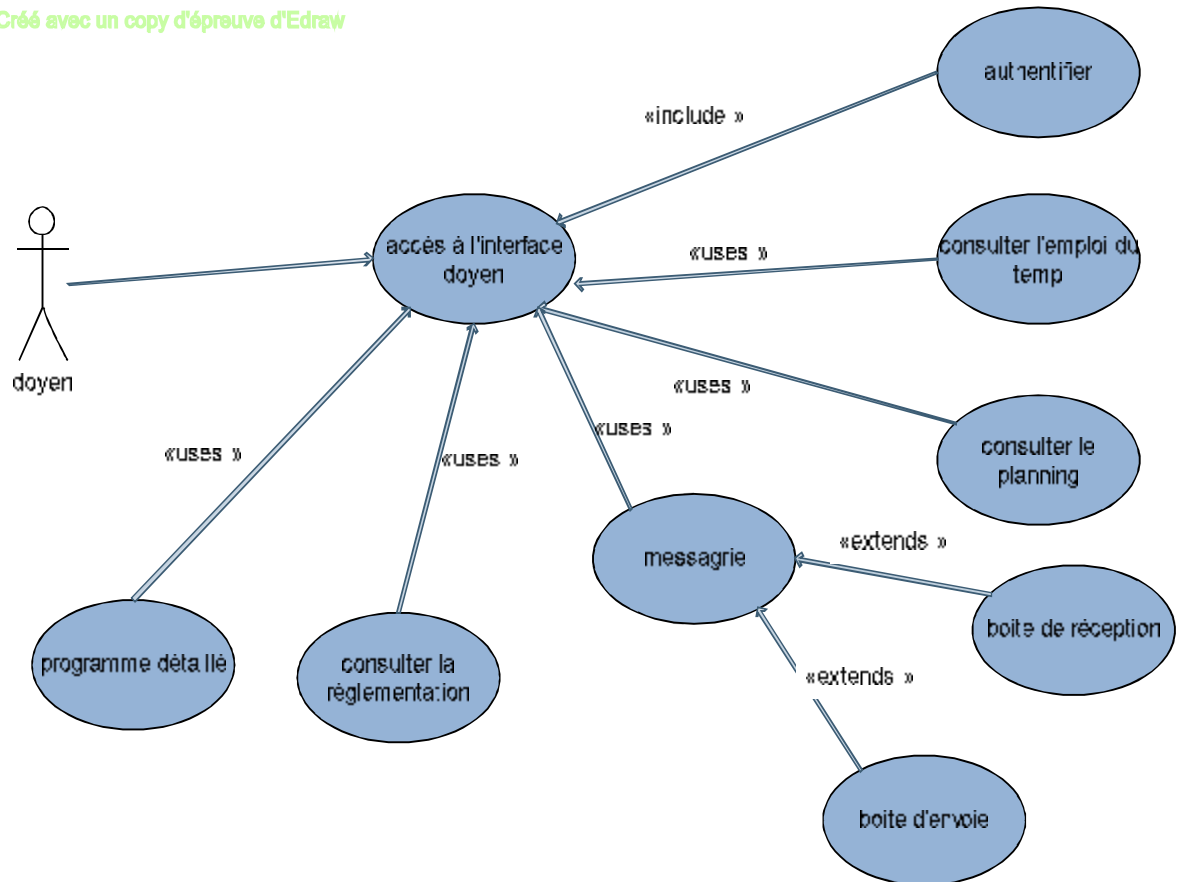 Créé avec un copy d'épreuve d'Edraw
authentifier
«include »
accès à l'interface
doyen
«uses »
consulter l'emploi du
temp
doyen
«uses »
«uses »
«uses »
«uses »
consulter le
planning
messagrie
«extends »
boite de réception
programme détaillé
consulter la
règlementation
«extends »
boite d'envoie